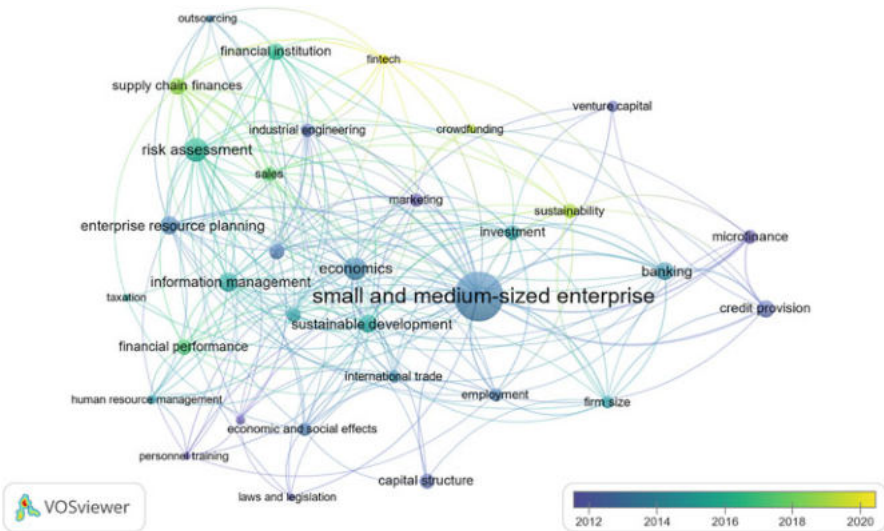 outsourcing
financial institution
fintech
supply chain finances
venture capital
industrial engineering
crowdfunding
risk assessment
sales
marketing
sustainability
enterprise resource planning
investment
microfinance
economics
banking
information management
small and medium-sized enterprise
taxation
credit provision
sustainable development
financial performance
international trade
human resource management
employment
firm size
economic and social effects
personnel training
capital structure
laws and legislation
VOSviewer
2012 2014 2016 2018 2020